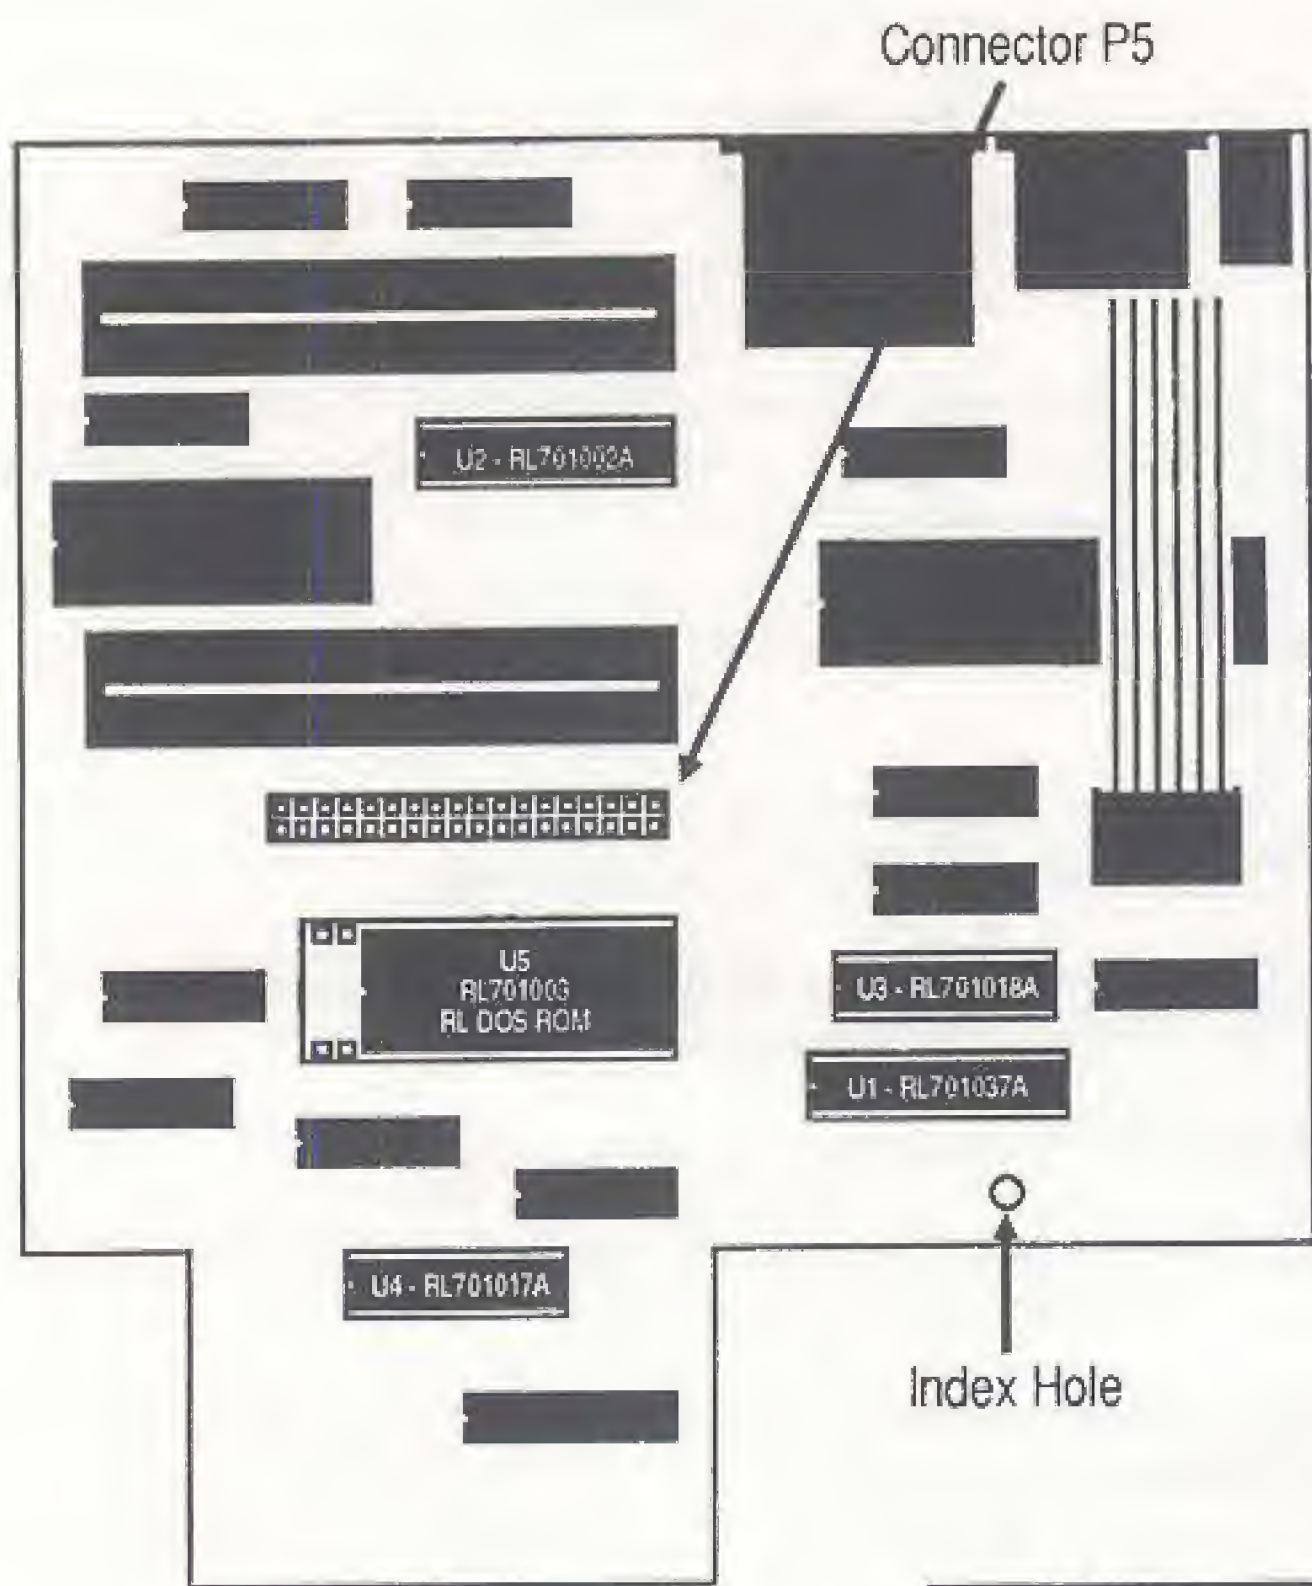 Connector P5
U2 - RL701002A
U5
RL701003
RL DOS ROM
U3 - RL701018A
U1 - RL701037A
U4 - RL701017A
Index Hole